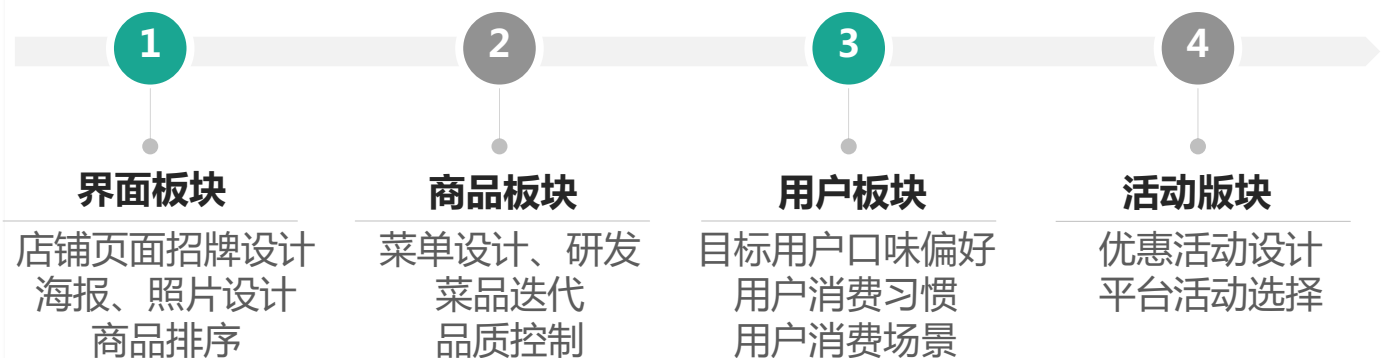 1
2
3
4
界面板块
店铺页面招牌设计
海报、照片设计
商品排序
商品板块
菜单设计、研发
菜品迭代
品质控制
用户板块
目标用户口味偏好
用户消费习惯
用户消费场景
活动版块
优惠活动设计
平台活动选择